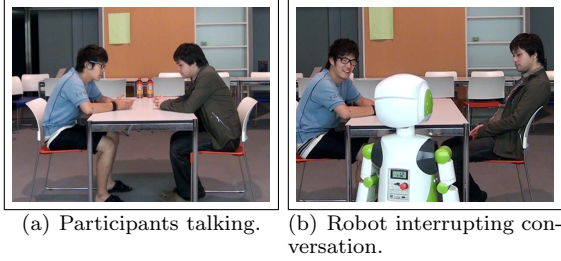 (a) Participants talking.
(b) Robot interrupting con-
versation.